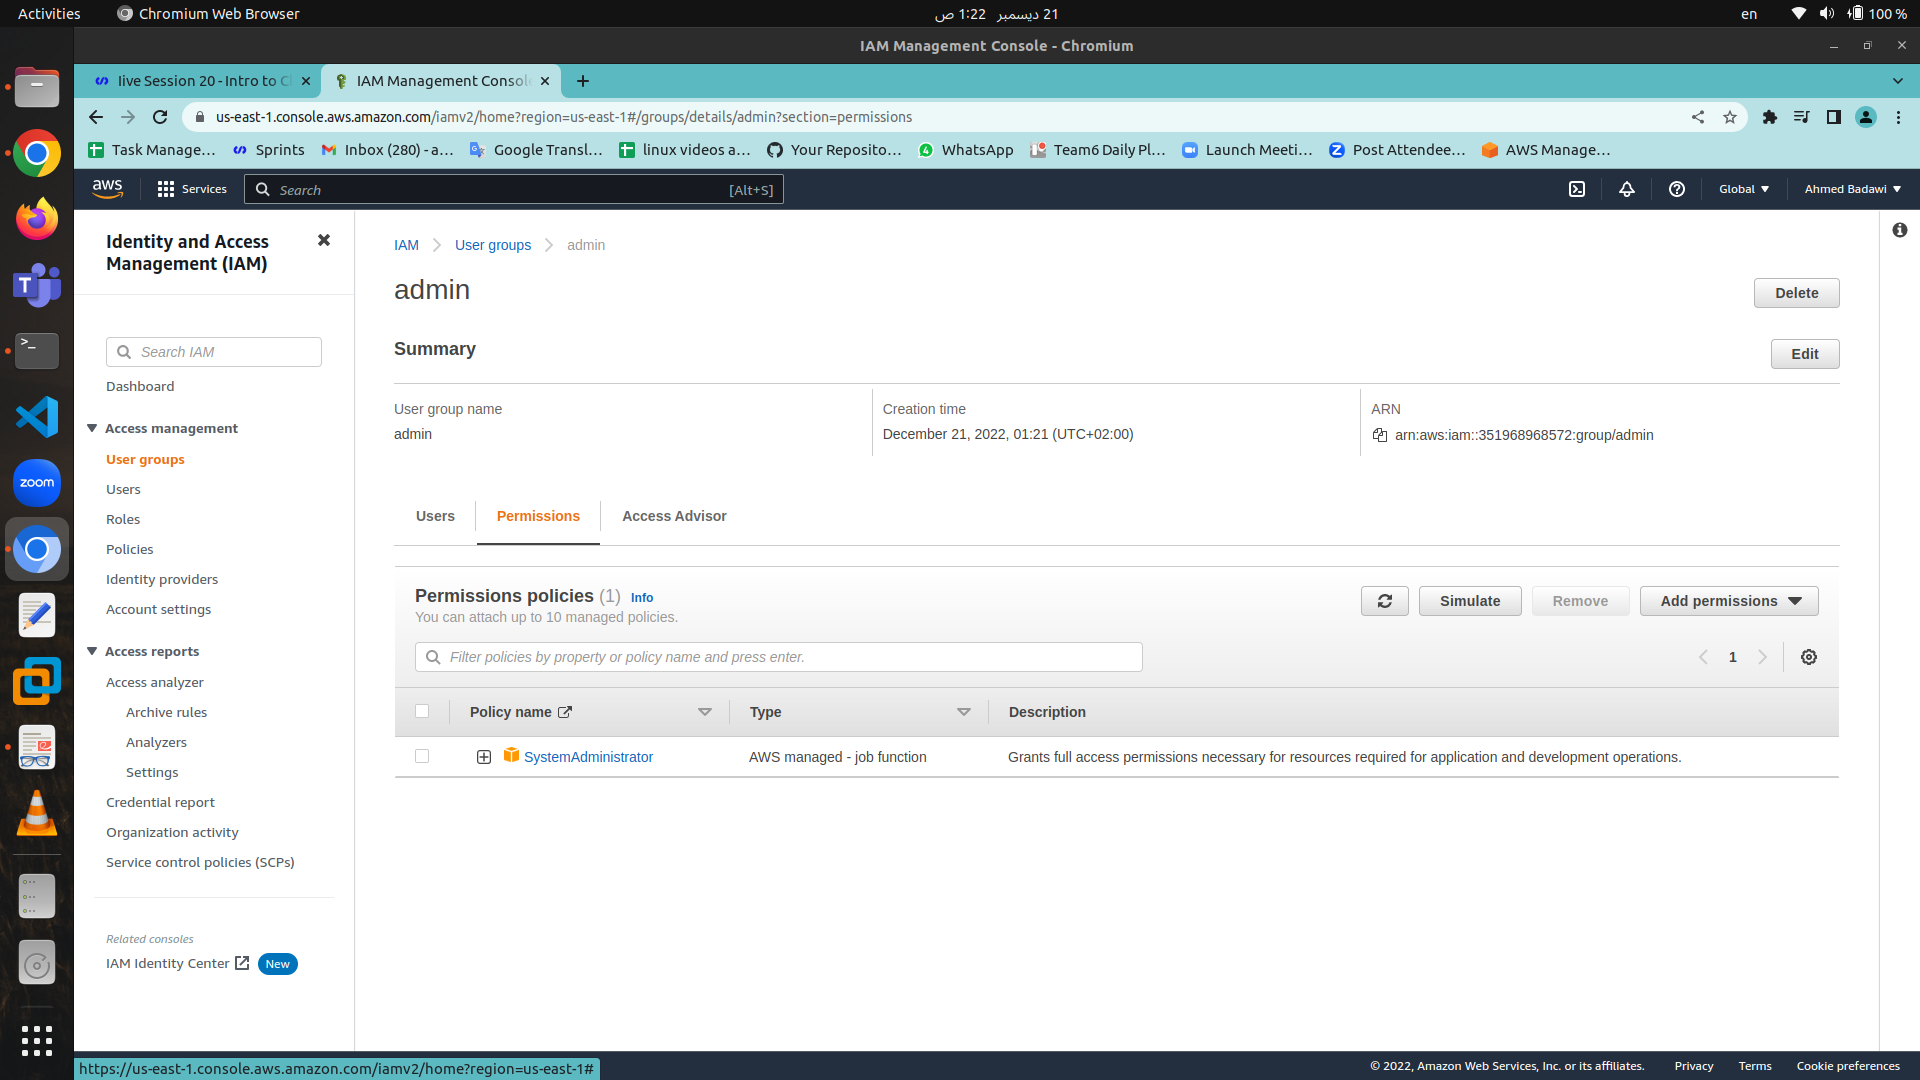 Activities
Chromium Web Browser
21 ديسمبر 1:22 ص
en
100 %
IAM Management Console - Chromium
live Session 20 - Intro to Cl
IAM Management Console
us-east-1.console.aws.amazon.com/iamv2/home?region=us-east-1#/groups/details/admin?section=permissions
Task Manage...
Sprints
Inbox (280) - a...
Google Transl...
linux videos a...
Your Reposito...
WhatsApp
Team6 Daily Pl...
Launch Meeti...
Post Attendee...
AWS Manage...
aws
Services
Search
[Alt+S]
Global
Ahmed Badawi
Identity and Access
Management (IAM)
Search IAM
Dashboard
Access management
User groups
Users
Roles
Policies
Identity providers
Account settings
Access reports
Access analyzer
Archive rules
Analyzers
Settings
Credential report
Organization activity
Service control policies (SCPs)
Related consoles
IAM Identity Center
New
IAM
User groups
admin
admin
Delete
Summary
Edit
User group name
admin
Creation time
December 21, 2022, 01:21 (UTC+02:00)
ARN
arn:aws:iam::351968968572:group/admin
Users
Permissions
Access Advisor
Permissions policies (1) Info
You can attach up to 10 managed policies.
Simulate
Remove
Add permissions
Filter policies by property or policy name and press enter.
1
Policy name
Type
Description
SystemAdministrator
AWS managed - job function
Grants full access permissions necessary for resources required for application and development operations.
zoom
https://us-east-1.console.aws.amazon.com/iamv2/home?region=us-east-1#
© 2022, Amazon Web Services, Inc. or its affiliates.
Privacy
Terms
Cookie preferences